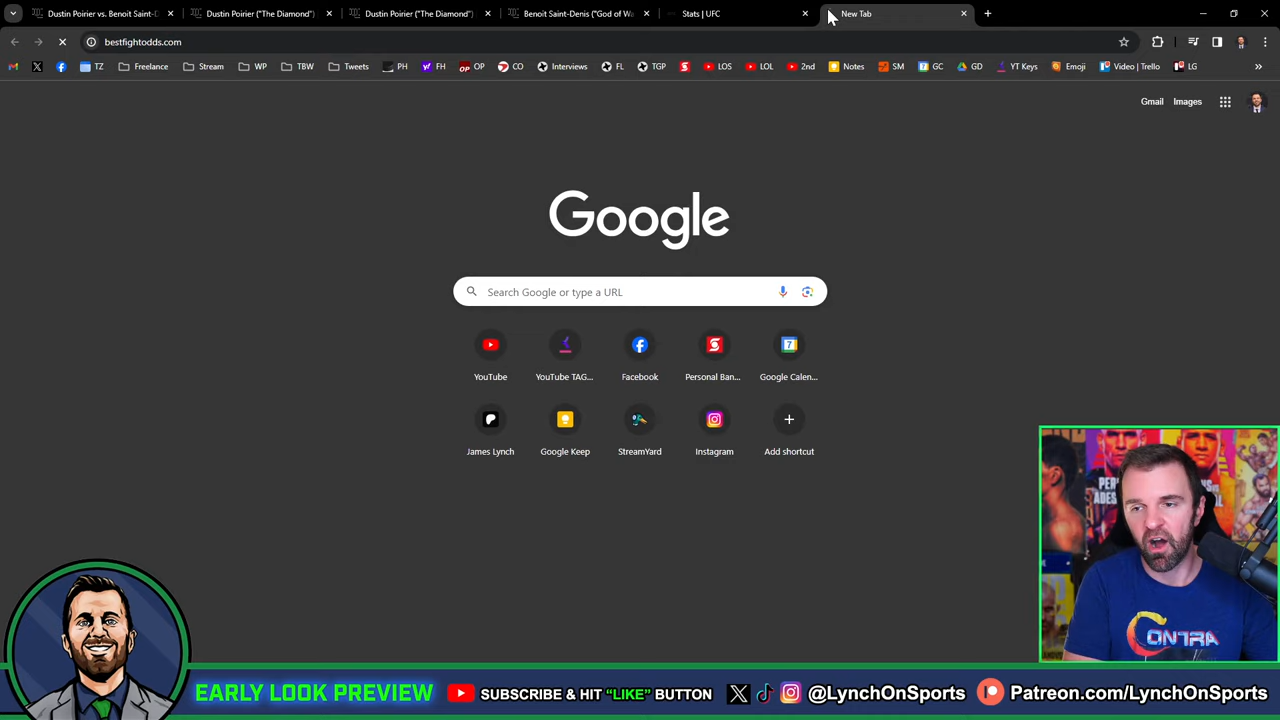 Dustin Poirier vs. Benoit Saint-D
Dustin Poirier ("The Diamond")
Dustin Poirier ("The Diamond")
Benoit Saint-Denis ("God of Wa
Stats | UFC
New Tab
bestfightodds.com
TZ
Freelance
Stream
WP
TBW
Tweets
PH
FH
OP
CO
Interviews
FL
TGP
LOS
LOL
2nd
Notes
SM
GC
GD
YT Keys
Emoji
Video | Trello
LG
Gmail
Images
Google
Search Google or type a URL
YouTube
YouTube TAG...
Facebook
Personal Ban...
Google Calen...
James Lynch
Google Keep
StreamYard
Instagram
Add shortcut
CONTRA
EARLY LOOK PREVIEW
SUBSCRIBE & HIT "LIKE" BUTTON
@LynchOnSports
Patreon.com/LynchOnSports